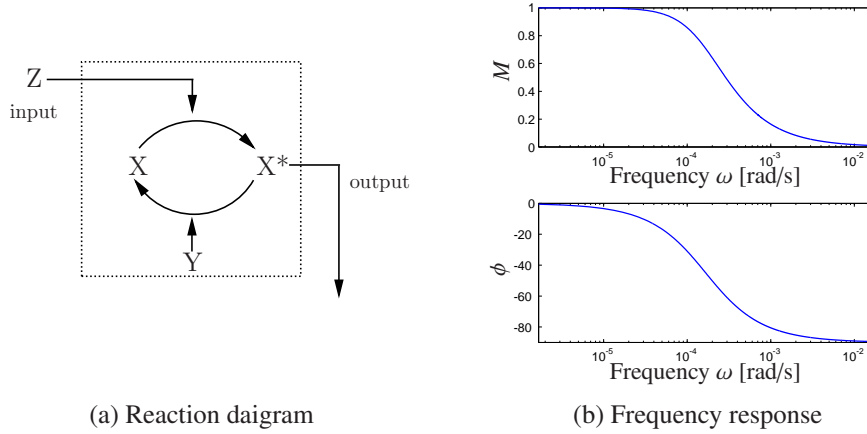 Z
input
X
X*
output
Y
(a) Reaction daigram
1
0.8
0.6
0.4
0.2
0
M
10-5
10-4
10-3
10-2
Frequency ω [rad/s]
0
-20
-40
-60
-80
ϕ
10-5
10-4
10-3
10-2
Frequency ω [rad/s]
(b) Frequency response